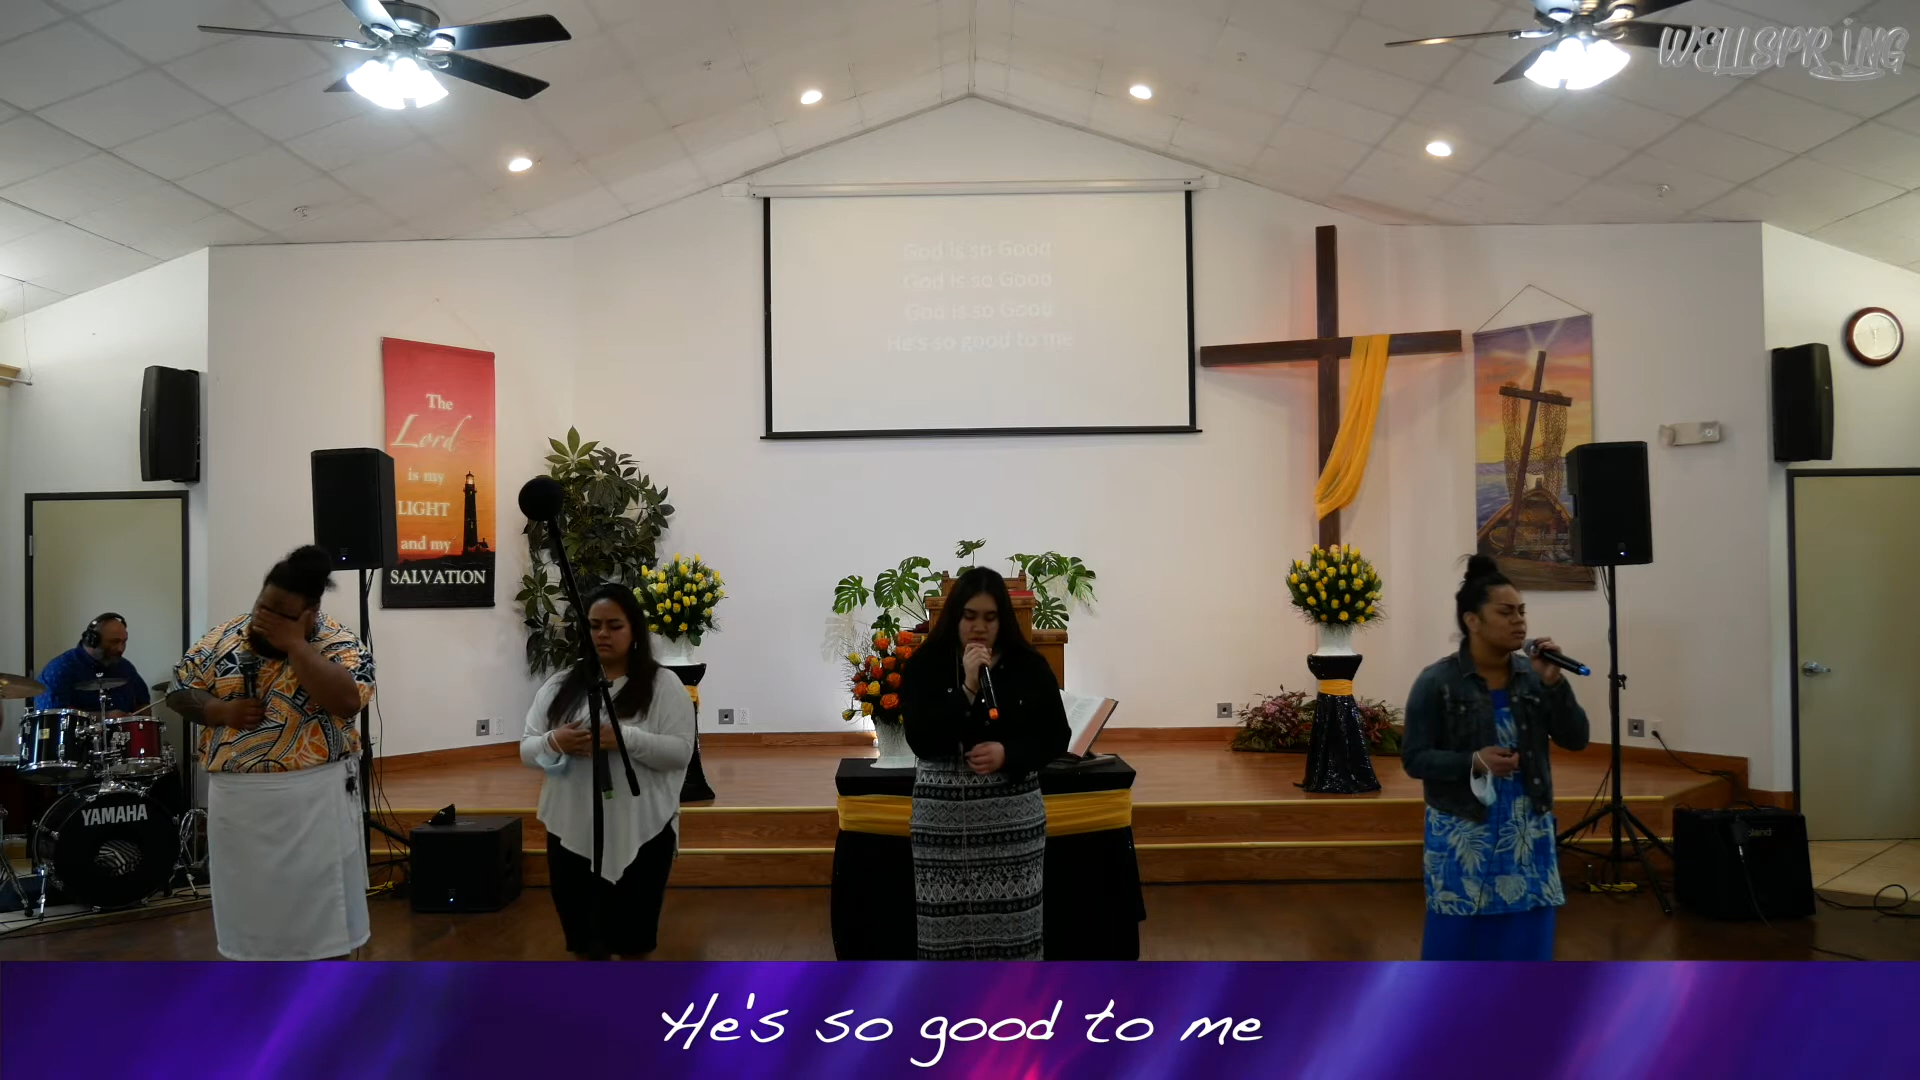 WELLSPRING
God is so Good
God is so Good
God is so Good
He's so good to me
The
Lord
is my
LIGHT
and my
SALVATION
YAMAHA
Roland
He's so good to me